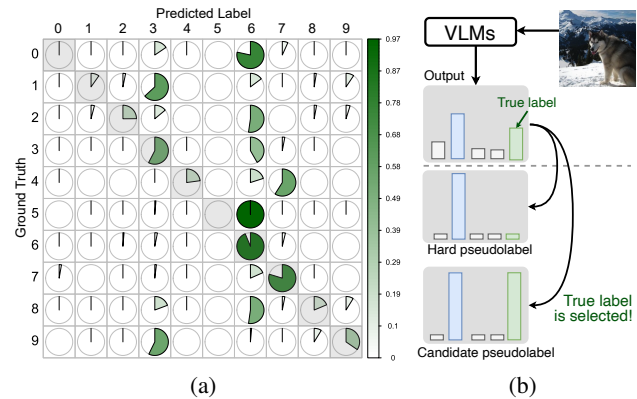 Predicted Label
0 1 2 3 4 5 6 7 8 9
Ground Truth
0
1
2
3
4
5
6
7
8
9
0.97
0.88
0.78
0.68
0.58
0.49
0.39
0.29
0.19
0.1
0
(a)
VLMs
Output
True label
Hard pseudolabel
True label
is selected!
Candidate pseudolabel
(b)